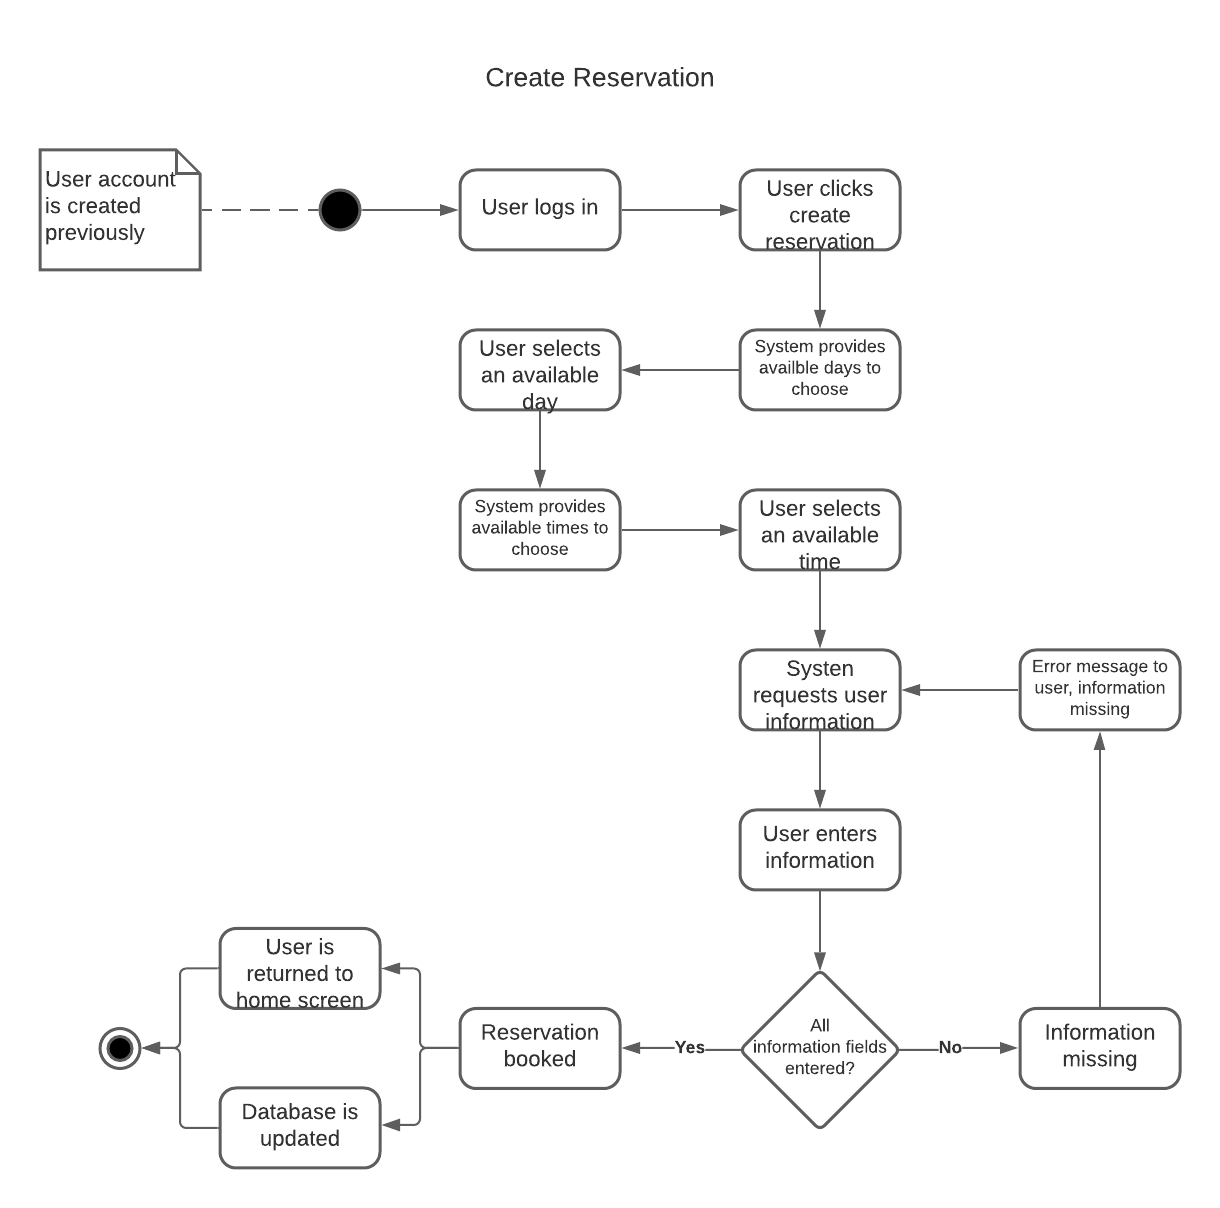 Create Reservation
User account
is created
previously
User logs in
User clicks
create
reservation
System provides
availble days to
choose
User selects
an available
day
System provides
available times to
choose
User selects
an available
time
Systen
requests user
information
Error message to
user, information
missing
User enters
information
All
information fields
entered?
Yes
No
Information
missing
Reservation
booked
User is
returned to
home screen
Database is
updated